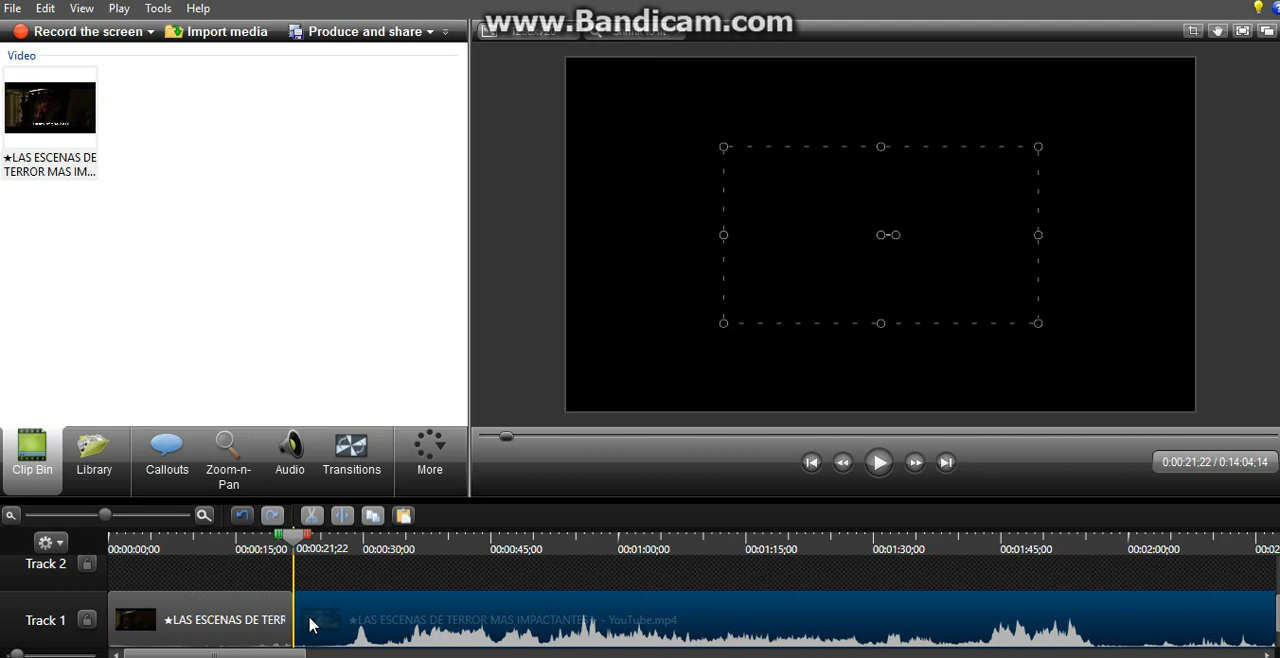 File Edit View Play Tools Help
www.Bandicam.com
Record the screen Import media Produce and share
Video
★LAS ESCENAS DE
TERROR MAS IM...
Clip Bin Library Callouts Zoom-n-
Pan Audio Transitions More
0:00:21;22 / 0:14:04;14
00:00:00;00 00:00:15;00 00:00:21;22 00:00:30;00 00:00:45;00 00:01:00;00 00:01:15;00 00:01:30;00 00:01:45;00 00:02:00;00 00:02
Track 2
Track 1 ★LAS ESCENAS DE TERR ★LAS ESCENAS DE TERROR MAS IMPACTANTES★ - YouTube.mp4